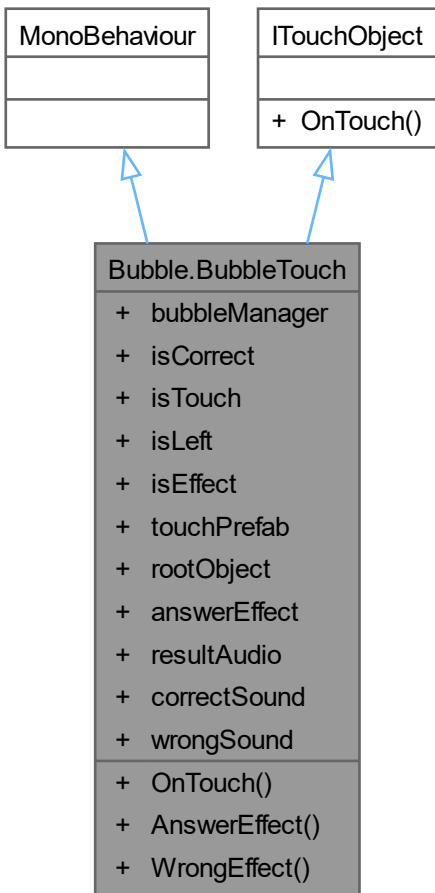 MonoBehaviour
ITouchObject
+ OnTouch()
Bubble.BubbleTouch
+ bubbleManager
+ isCorrect
+ isTouch
+ isLeft
+ isEffect
+ touchPrefab
+ rootObject
+ answerEffect
+ resultAudio
+ correctSound
+ wrongSound
+ OnTouch()
+ AnswerEffect()
+ WrongEffect()